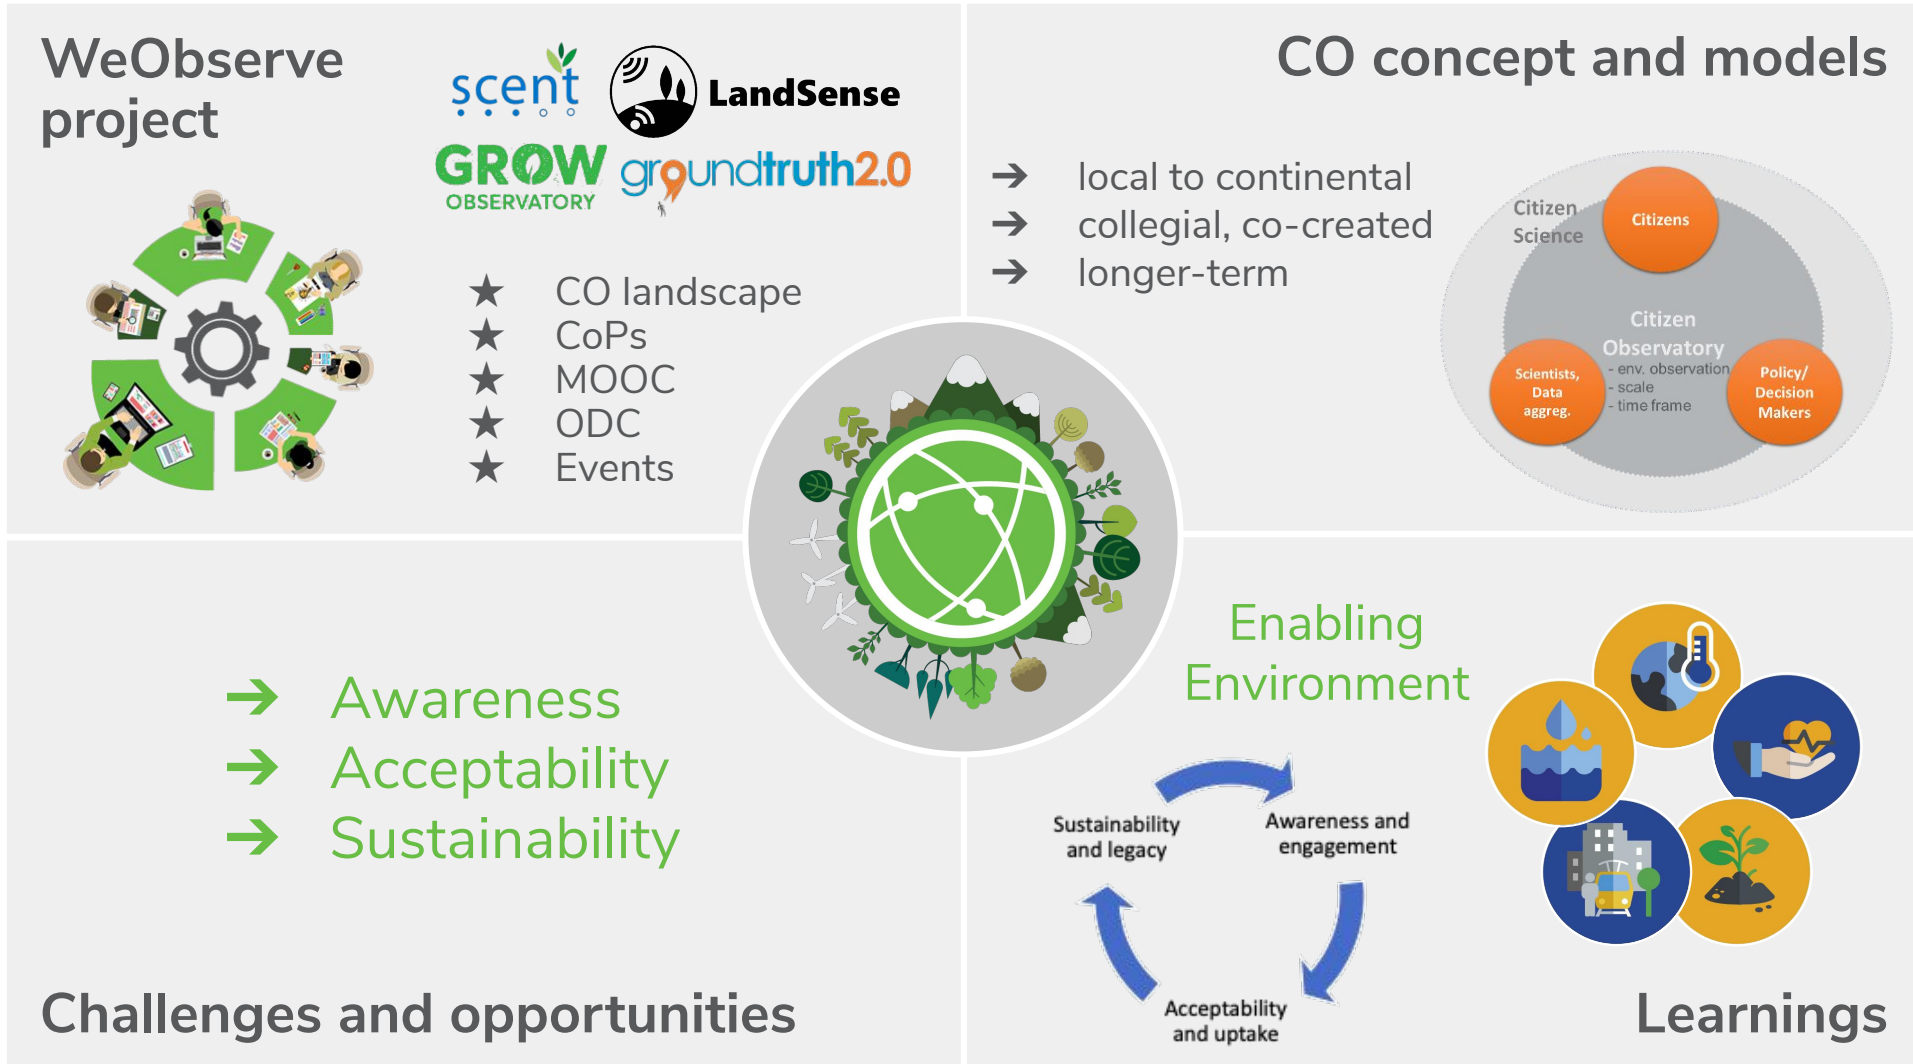 WeObserve
project
scent
LandSense
GROW
OBSERVATORY
groundtruth2.0
★ CO landscape
★ CoPs
★ MOOC
★ ODC
★ Events
CO concept and models
➔ local to continental
➔ collegial, co-created
➔ longer-term
Citizen
Science
Citizens
Citizen
Observatory
- env. observation
- scale
- time frame
Scientists,
Data
aggreg.
Policy/
Decision
Makers
➔ Awareness
➔ Acceptability
➔ Sustainability
Challenges and opportunities
Enabling
Environment
Sustainability
and legacy
Awareness and
engagement
Acceptability
and uptake
Learnings